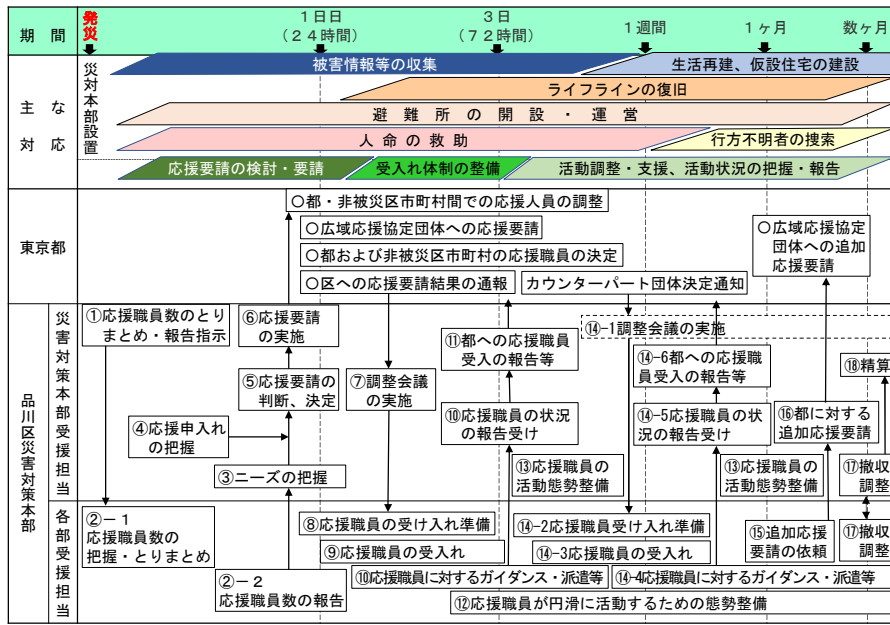 期　間
発災
１日目
（２４時間）
３日
（７２時間）
１週間
１ヶ月
数ヶ月
主　な
対　応
災対本部設置
被害情報等の収集
生活再建、仮設住宅の建設
ライフラインの復旧
避　難　所　の　開　設　・　運　営
人　命　の　救　助
行方不明者の捜索
応援要請の検討・要請
受入れ体制の整備
活動調整・支援、活動状況の把握・報告
東京都
○都・非被災区市町村間での応援人員の調整
○広域応援協定団体への応援要請
○都および非被災区市町村の応援職員の決定
○区への応援要請結果の通報
カウンターパート団体決定通知
○広域応援協定
団体への追加
応援要請
品川区災害対策本部
災害対策本部受援担当
①応援職員数のとり
まとめ・報告指示
⑥応援要請
の実施
⑤応援要請の
判断、決定
④応援申入れ
の把握
③ニーズの把握
⑦調整会議
の実施
⑪都への応援職員
受入の報告等
⑩応援職員の状況
の報告受け
⑬応援職員の
活動態勢整備
⑭-1調整会議の実施
⑭-6都への応援職
員受入の報告等
⑭-5応援職員の状
況の報告受け
⑬応援職員の
活動態勢整備
⑯都に対する
追加応援要請
⑱精算
⑰撤収
調整
各部受援担当
②－１
応援職員数の
把握・とりまとめ
②－２
応援職員数の報告
⑧応援職員の受け入れ準備
⑨応援職員の受入れ
⑩応援職員に対するガイダンス・派遣等
⑭-2応援職員受け入れ準備
⑭-3応援職員の受入れ
⑭-4応援職員に対するガイダンス・派遣等
⑮追加応援
要請の依頼
⑰撤収
調整
⑫応援職員が円滑に活動するための態勢整備